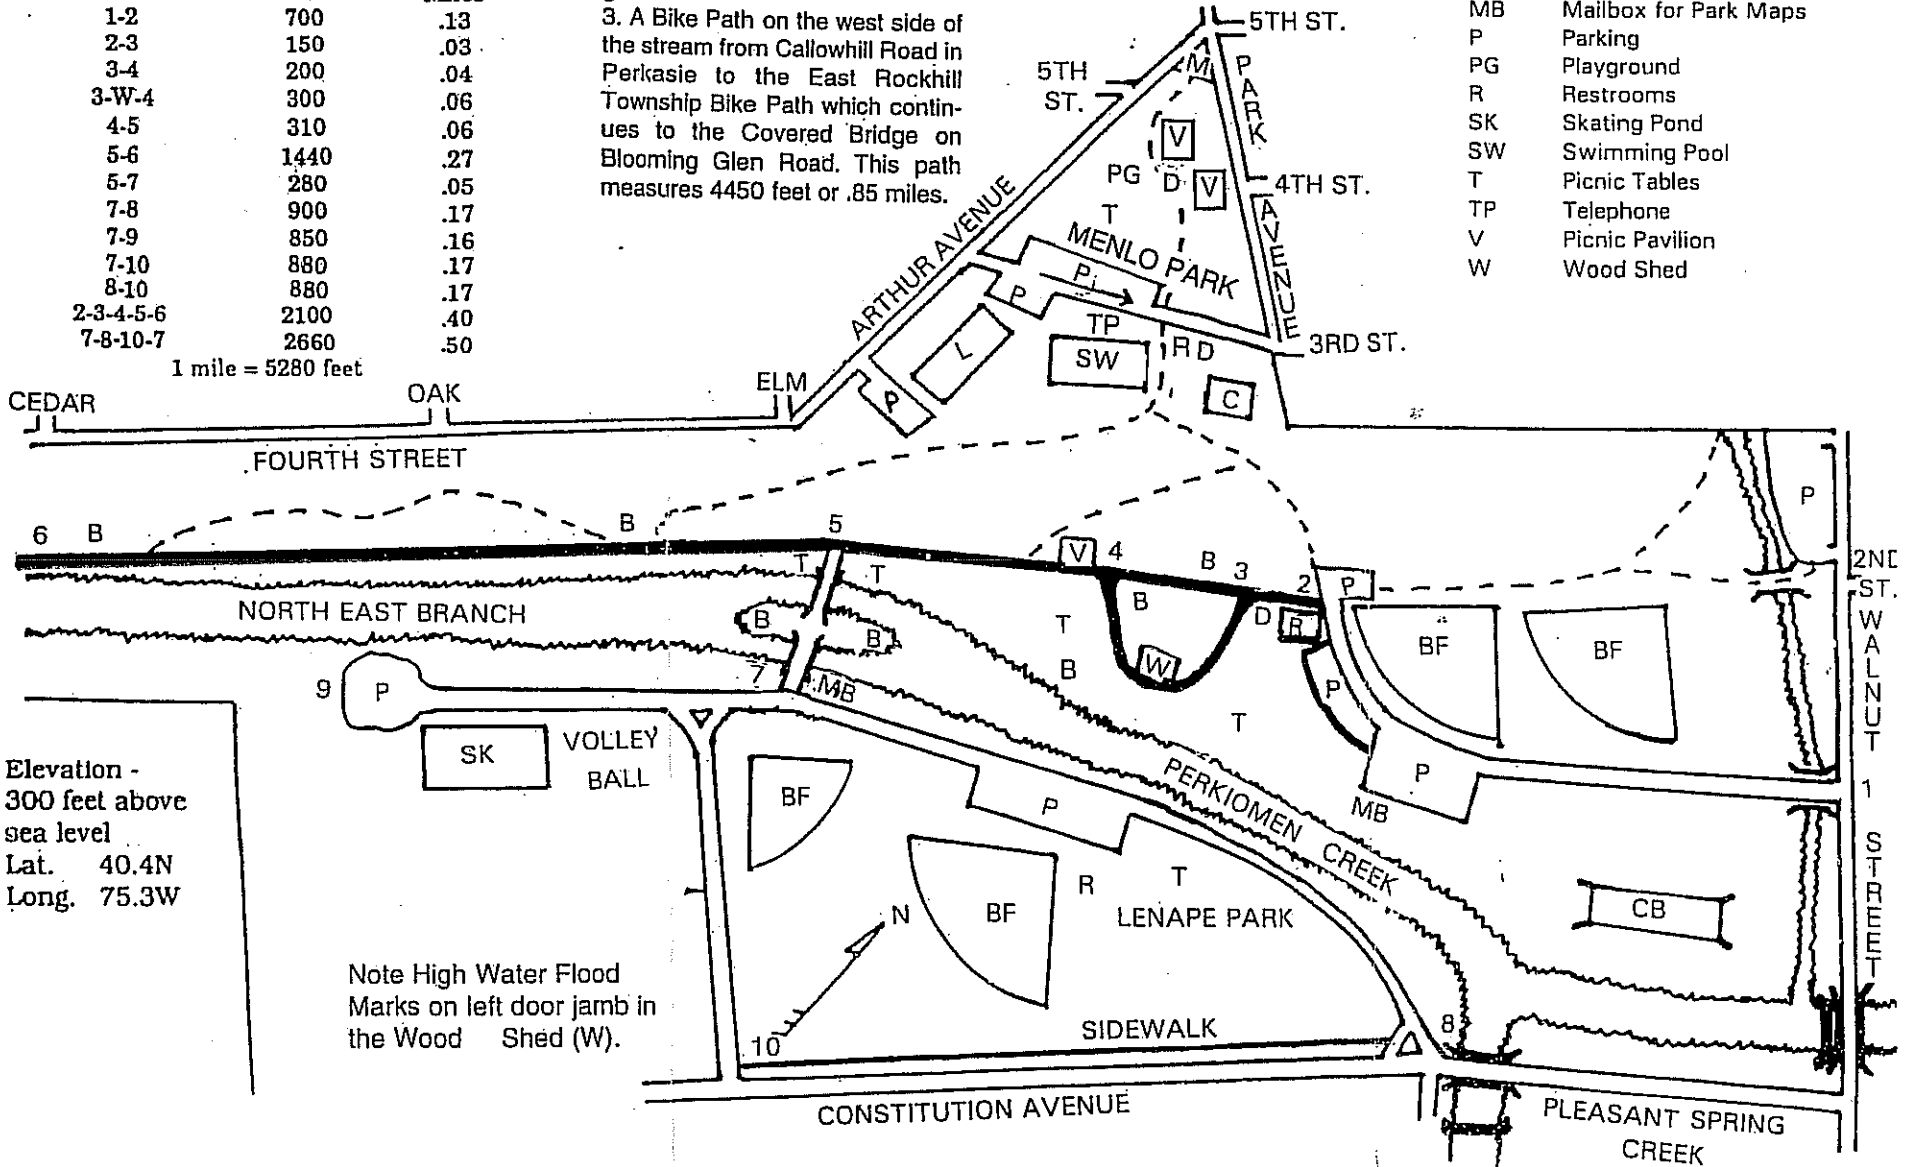 1-2 700 .13
2-3 150 .03
3-4 200 .04
3-W-4 300 .06
4-5 310 .06
5-6 1440 .27
5-7 280 .05
7-8 900 .17
7-9 850 .16
7-10 880 .17
8-10 880 .17
2-3-4-5-6 2100 .40
7-8-10-7 2660 .50
1 mile = 5280 feet
3. A Bike Path on the west side of
the stream from Callowhill Road in
Perkasie to the East Rockhill
Township Bike Path which contin-
ues to the Covered Bridge on
Blooming Glen Road. This path
measures 4450 feet or .85 miles.
MB Mailbox for Park Maps
P Parking
PG Playground
R Restrooms
SK Skating Pond
SW Swimming Pool
T Picnic Tables
TP Telephone
V Picnic Pavilion
W Wood Shed
5TH ST.
5TH
ST.
M
PARK
AVENUE
V
PG D V
4TH ST.
T
MENLO PARK
ARTHUR AVENUE
P
P
TP
R D
3RD ST.
L
SW
C
P
CEDAR
OAK
ELM
FOURTH STREET
6 B
B
5
V 4
B
3
2
P
P
2ND
ST.
T
T
B
D
R
NORTH EAST BRANCH
B
B
T
B
W
P
BF
BF
WALNUT
STREET
7
MB
9
P
T
SK
VOLLEY
BALL
BF
P
PERKIOMEN
CREEK
P
MB
1
Elevation -
300 feet above
sea level
Lat. 40.4N
Long. 75.3W
BF
R
T
LENAPE PARK
CB
N
Note High Water Flood
Marks on left door jamb in
the Wood Shed (W).
10
SIDEWALK
8
CONSTITUTION AVENUE
PLEASANT SPRING
CREEK